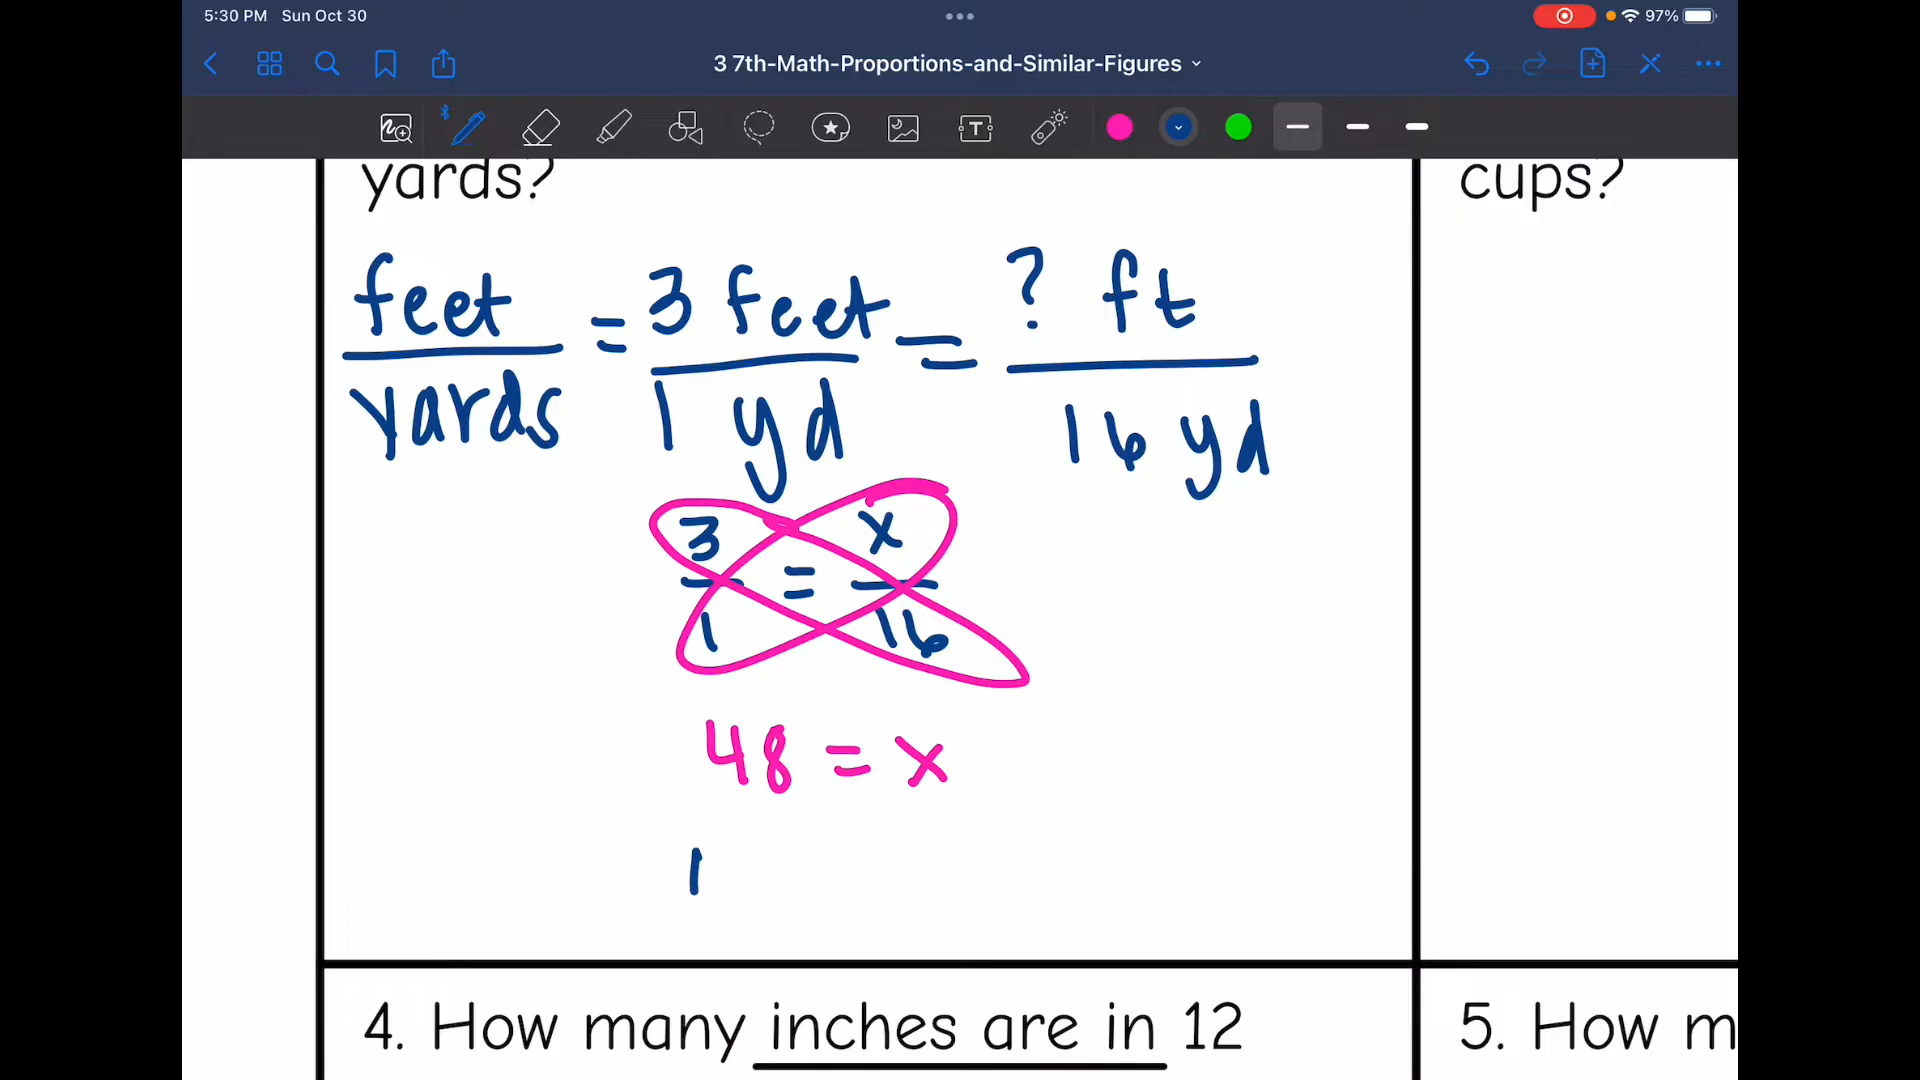 5:30 PM Sun Oct 30
97%
3 7th-Math-Proportions-and-Similar-Figures
yards?
cups?
feet = 3 feet = ? ft
yards 1 yd 16 yd
3 = x
1 16
48 = x
1
4. How many inches are in 12
5. How m